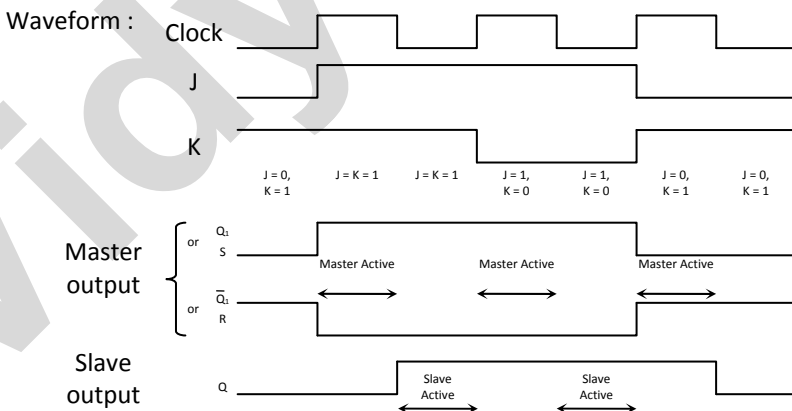 Waveform :
Clock
J
K
J = 0, K = 1
J = K = 1
J = K = 1
J = 1, K = 0
J = 1, K = 0
J = 0, K = 1
J = 0, K = 1
Master output
or Q₁ S
or Q̅₁ R
Master Active
Master Active
Master Active
Slave output
Q
Slave Active
Slave Active
Vidy